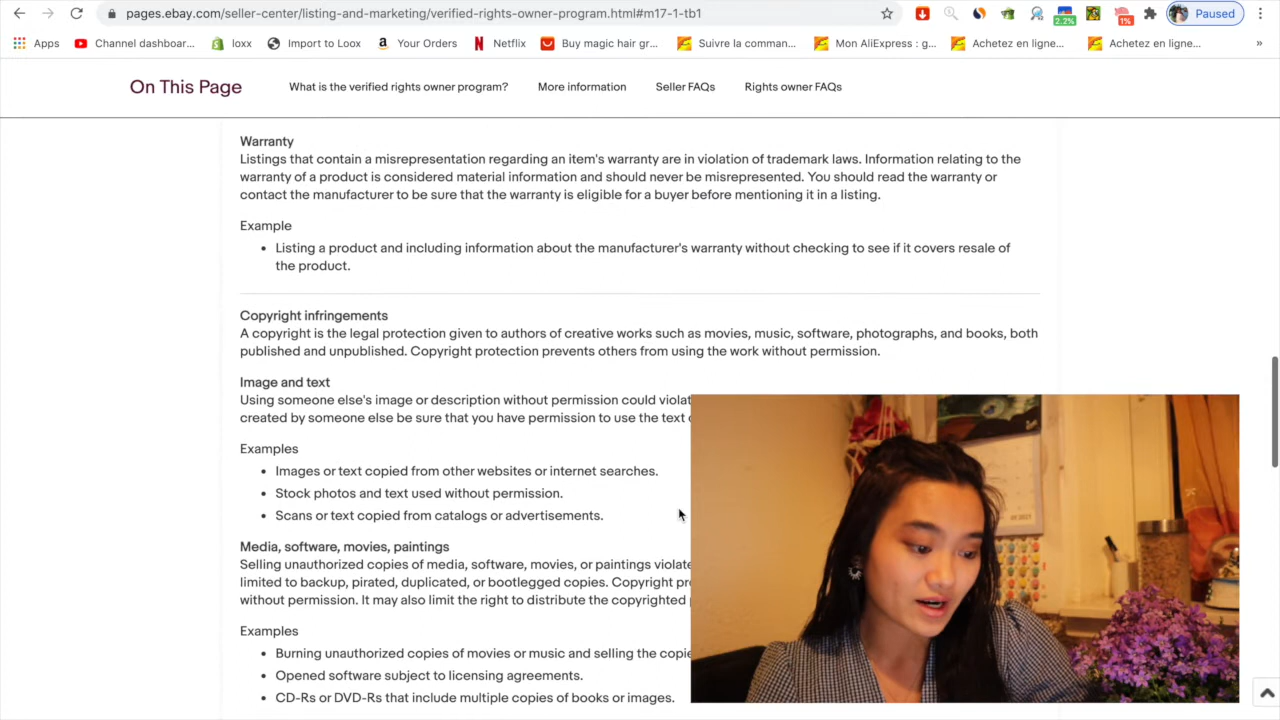 pages.ebay.com/seller-center/listing-and-marketing/verified-rights-owner-program.html#m17-1-tb1
2.2%
1%
Paused
Apps
Channel dashboar...
loxx
Import to Loox
Your Orders
Netflix
Buy magic hair gr...
Suivre la comman...
Mon AliExpress : g...
Achetez en ligne...
Achetez en ligne...
»
On This Page
What is the verified rights owner program?
More information
Seller FAQs
Rights owner FAQs
Warranty
Listings that contain a misrepresentation regarding an item's warranty are in violation of trademark laws. Information relating to the
warranty of a product is considered material information and should never be misrepresented. You should read the warranty or
contact the manufacturer to be sure that the warranty is eligible for a buyer before mentioning it in a listing.
Example
• Listing a product and including information about the manufacturer's warranty without checking to see if it covers resale of
the product.
Copyright infringements
A copyright is the legal protection given to authors of creative works such as movies, music, software, photographs, and books, both
published and unpublished. Copyright protection prevents others from using the work without permission.
Image and text
Using someone else's image or description without permission could violat
created by someone else be sure that you have permission to use the text
Examples
• Images or text copied from other websites or internet searches.
• Stock photos and text used without permission.
• Scans or text copied from catalogs or advertisements.
Media, software, movies, paintings
Selling unauthorized copies of media, software, movies, or paintings violate
limited to backup, pirated, duplicated, or bootlegged copies. Copyright pr
without permission. It may also limit the right to distribute the copyrighted
Examples
• Burning unauthorized copies of movies or music and selling the copie
• Opened software subject to licensing agreements.
• CD-Rs or DVD-Rs that include multiple copies of books or images.